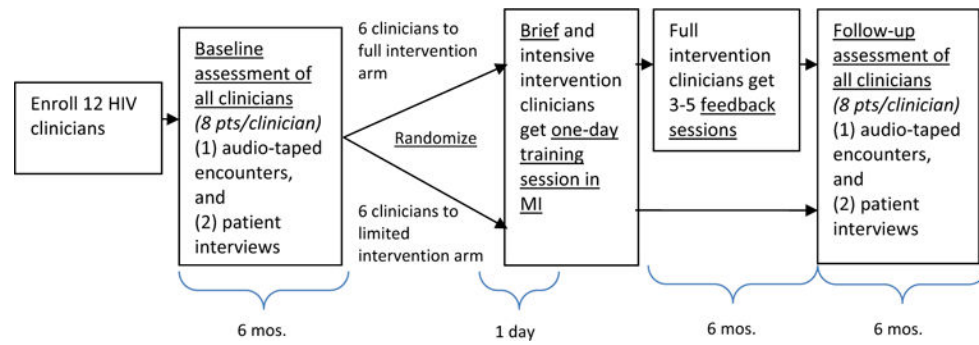 Enroll 12 HIV
clinicians
Baseline
assessment of
all clinicians
(8 pts/clinician)
(1) audio-taped
encounters,
and
(2) patient
interviews
6 clinicians to
full intervention
arm
Randomize
6 clinicians to
limited
intervention arm
Brief and
intensive
intervention
clinicians
get one-day
training
session in
MI
Full
intervention
clinicians get
3-5 feedback
sessions
Follow-up
assessment of
all clinicians
(8 pts/clinician)
(1) audio-taped
encounters,
and
(2) patient
interviews
6 mos.
1 day
6 mos.
6 mos.